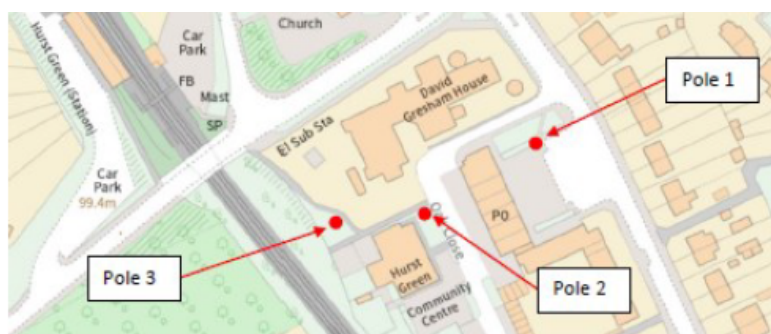 Hurst Green (Station)
Car
Park
FB
Mast
SP
Church
David
Gresham House
El Sub Sta
Car
Park
99.4m
PO
Close
Hurst
Green
Community
Centre
Pole 1
Pole 2
Pole 3